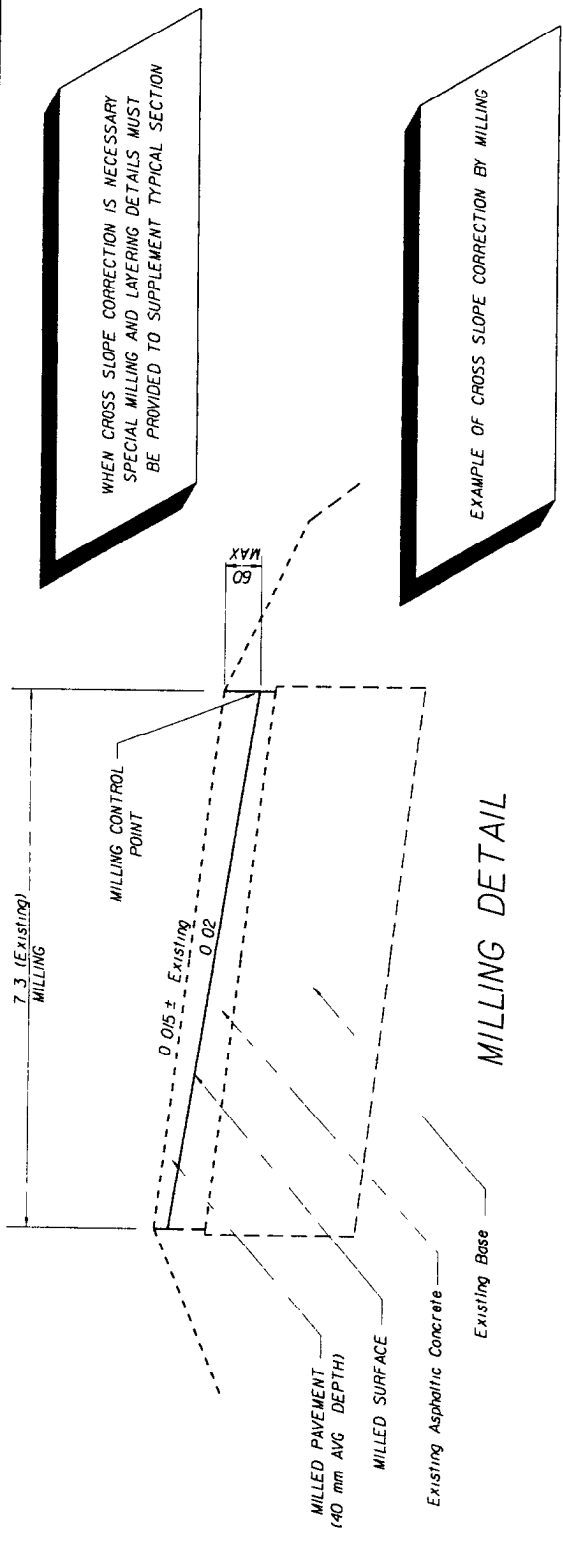 WHEN CROSS SLOPE CORRECTION IS NECESSARY
SPECIAL MILLING AND LAYERING DETAILS MUST
BE PROVIDED TO SUPPLEMENT TYPICAL SECTION
7 3 (Existing)
MILLING
MILLING CONTROL
POINT
60
MAX
0 015 ± Existing
0 02
MILLED PAVEMENT
(40 mm AVG DEPTH)
MILLED SURFACE
Existing Asphaltic Concrete
Existing Base
MILLING DETAIL
EXAMPLE OF CROSS SLOPE CORRECTION BY MILLING